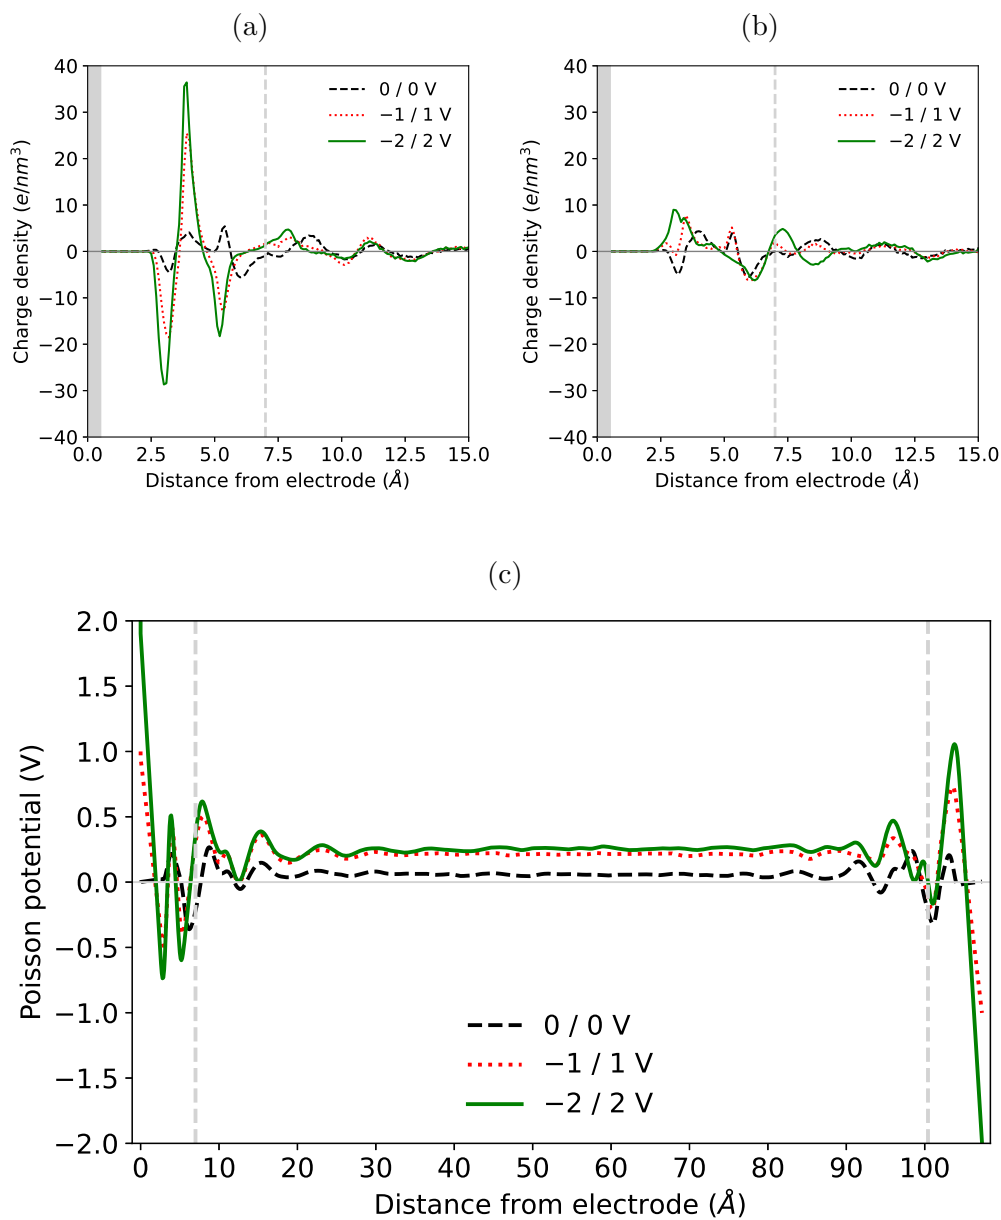 (a)
(b)
40
30
20
10
0
−10
−20
−30
−40
0.0 2.5 5.0 7.5 10.0 12.5 15.0
Charge density (e/nm³)
Distance from electrode (Å)
0 / 0 V
−1 / 1 V
−2 / 2 V
40
30
20
10
0
−10
−20
−30
−40
0.0 2.5 5.0 7.5 10.0 12.5 15.0
Charge density (e/nm³)
Distance from electrode (Å)
0 / 0 V
−1 / 1 V
−2 / 2 V
(c)
2.0
1.5
1.0
0.5
0.0
−0.5
−1.0
−1.5
−2.0
0 10 20 30 40 50 60 70 80 90 100
Poisson potential (V)
Distance from electrode (Å)
0 / 0 V
−1 / 1 V
−2 / 2 V